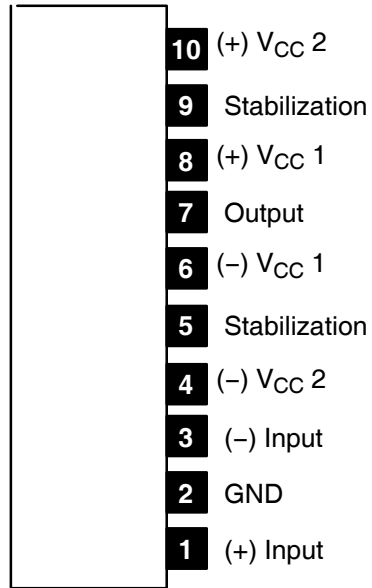 10 (+) VCC 2
9 Stabilization
8 (+) VCC 1
7 Output
6 (−) VCC 1
5 Stabilization
4 (−) VCC 2
3 (−) Input
2 GND
1 (+) Input